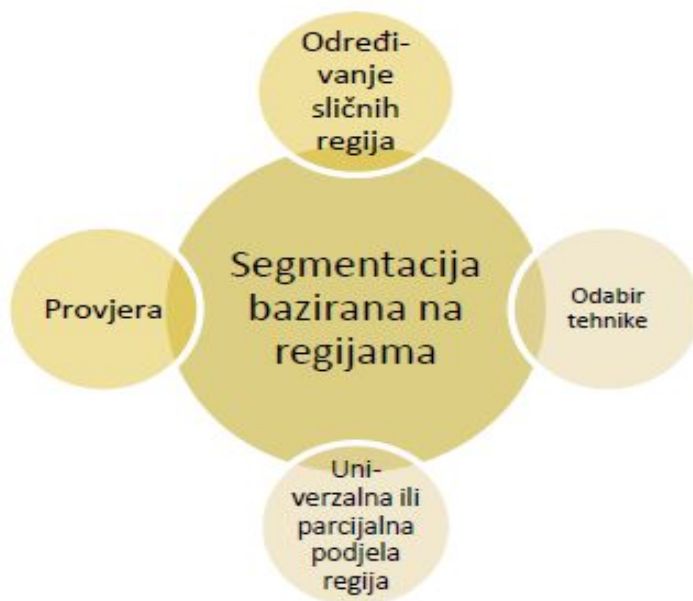 Određi-
vanje
sličnih
regija
Segmentacija
bazirana na
regijama
Provjera
Odabir
tehnike
Uni-
verzalna ili
parcijalna
podjela
regija